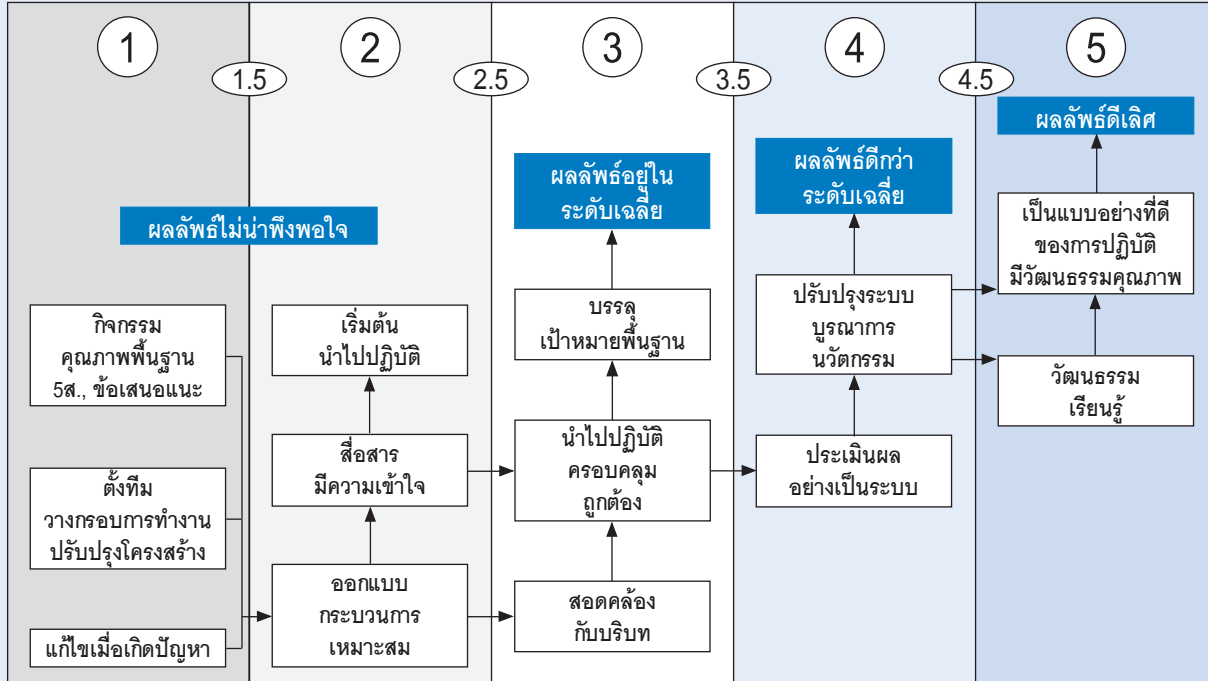 1
2
3
4
5
1.5
2.5
3.5
4.5
ผลลัพธ์ไม่น่าพึงพอใจ
กิจกรรม
คุณภาพพื้นฐาน
5ส., ข้อเสนอแนะ
ตั้งทีม
วางกรอบการทำงาน
ปรับปรุงโครงสร้าง
แก้ไขเมื่อเกิดปัญหา
เริ่มต้น
นำไปปฏิบัติ
สื่อสาร
มีความเข้าใจ
ออกแบบ
กระบวนการ
เหมาะสม
ผลลัพธ์อยู่ใน
ระดับเฉลี่ย
บรรลุ
เป้าหมายพื้นฐาน
นำไปปฏิบัติ
ครอบคลุม
ถูกต้อง
สอดคล้อง
กับบริบท
ผลลัพธ์ดีกว่า
ระดับเฉลี่ย
ปรับปรุงระบบ
บูรณาการ
นวัตกรรม
ประเมินผล
อย่างเป็นระบบ
ผลลัพธ์ดีเลิศ
เป็นแบบอย่างที่ดี
ของการปฏิบัติ
มีวัฒนธรรมคุณภาพ
วัฒนธรรม
เรียนรู้